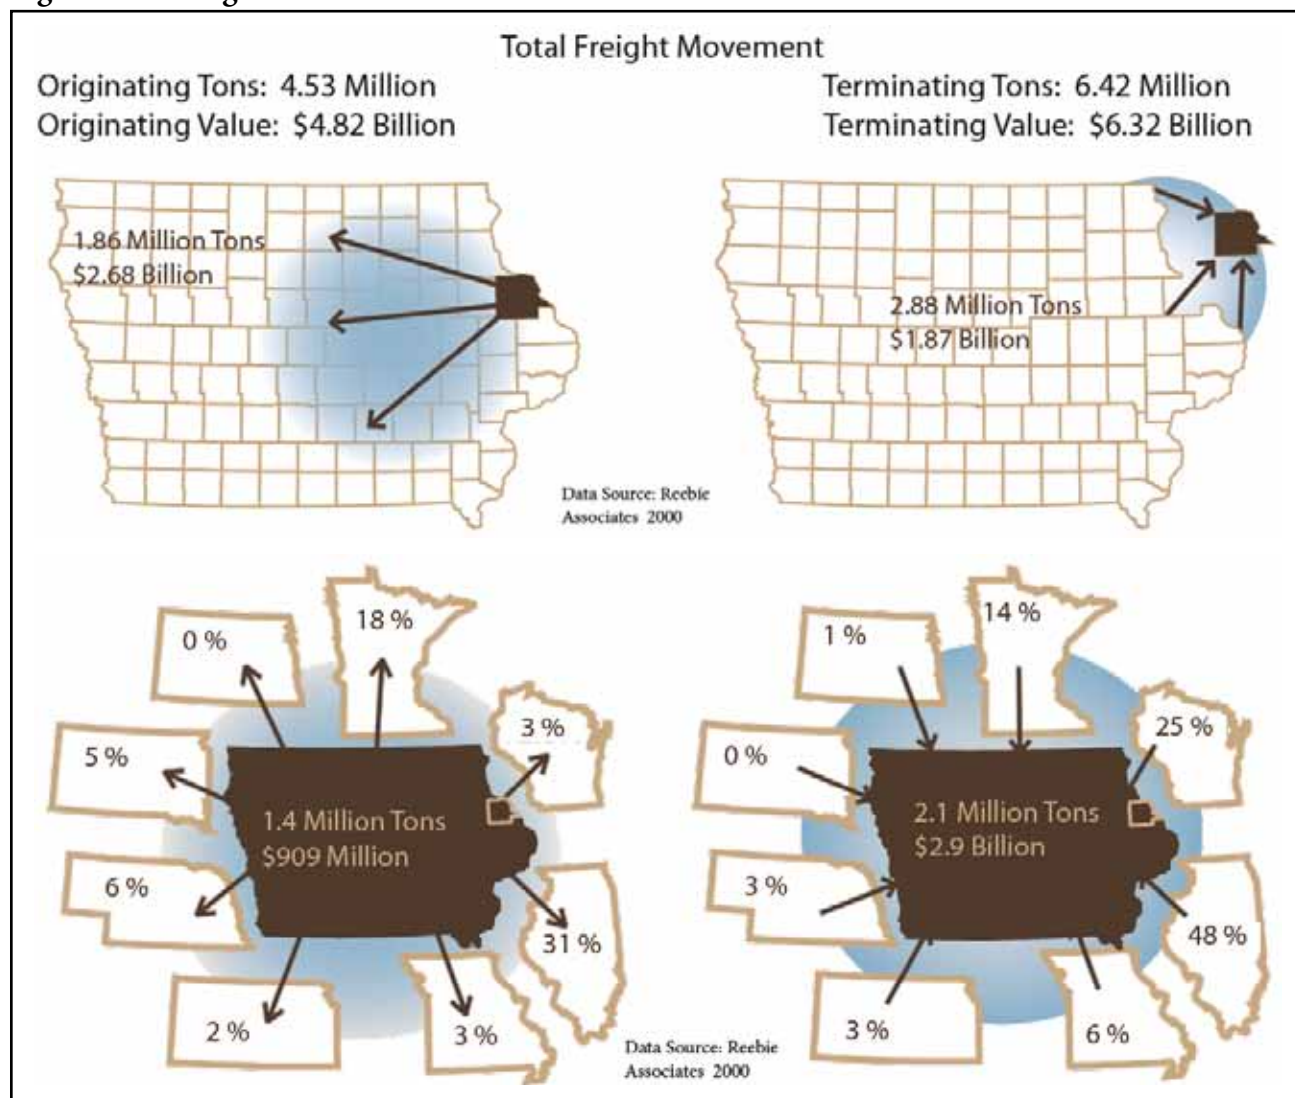 Total Freight Movement
Originating Tons: 4.53 Million
Originating Value: $4.82 Billion
Terminating Tons: 6.42 Million
Terminating Value: $6.32 Billion
1.86 Million Tons
$2.68 Billion
2.88 Million Tons
$1.87 Billion
Data Source: Reebie
Associates 2000
0 %
18 %
3 %
5 %
1.4 Million Tons
$909 Million
6 %
31 %
2 %
3 %
1 %
14 %
25 %
0 %
2.1 Million Tons
$2.9 Billion
3 %
48 %
3 %
6 %
Data Source: Reebie
Associates 2000